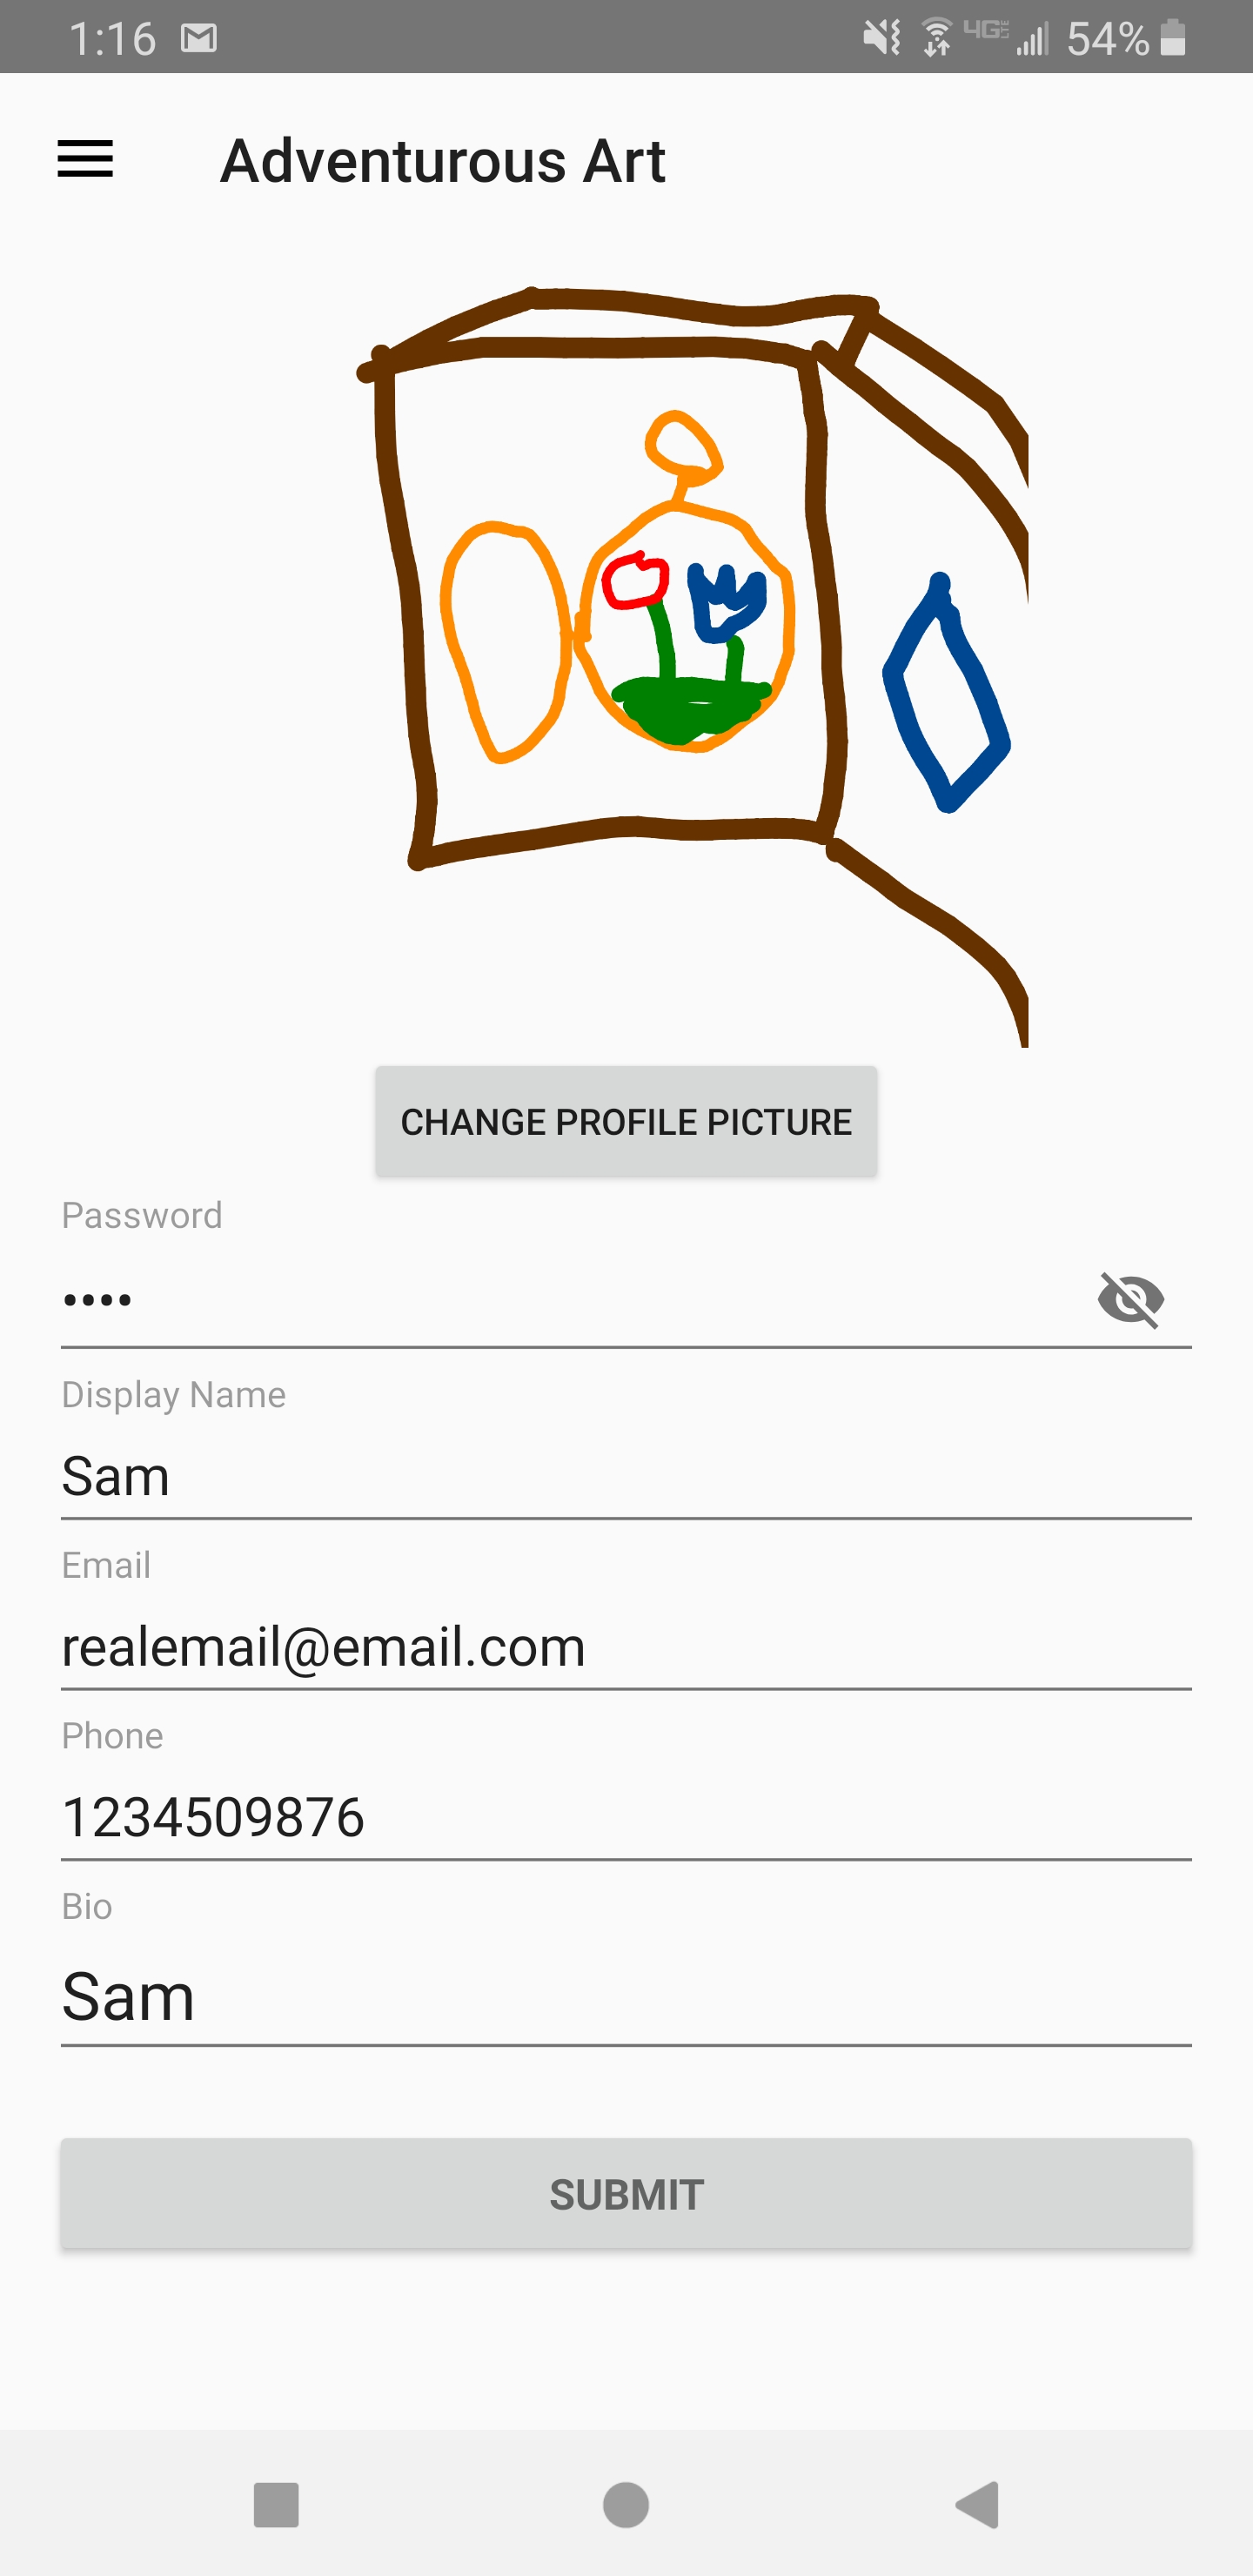 1:16 4G LTE 54%
Adventurous Art
CHANGE PROFILE PICTURE
Password
••••
Display Name
Sam
Email
realemail@email.com
Phone
1234509876
Bio
Sam
SUBMIT